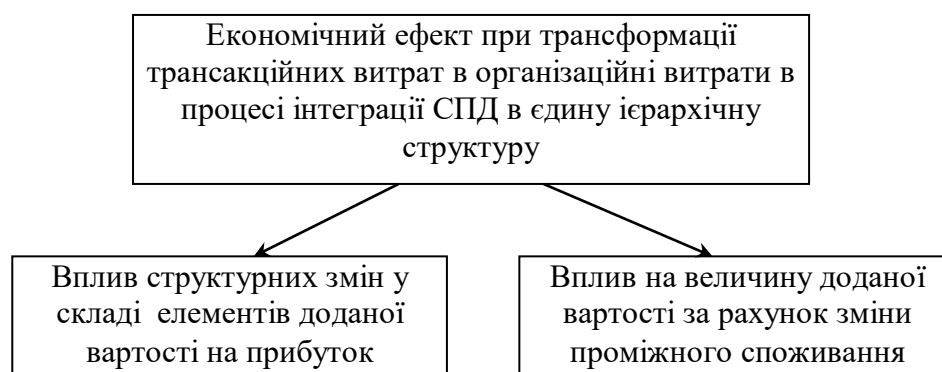 Економічний ефект при трансформації
трансакційних витрат в організаційні витрати в
процесі інтеграції СПД в єдину ієрархічну
структуру
Вплив структурних змін у
складі елементів доданої
вартості на прибуток
Вплив на величину доданої
вартості за рахунок зміни
проміжного споживання